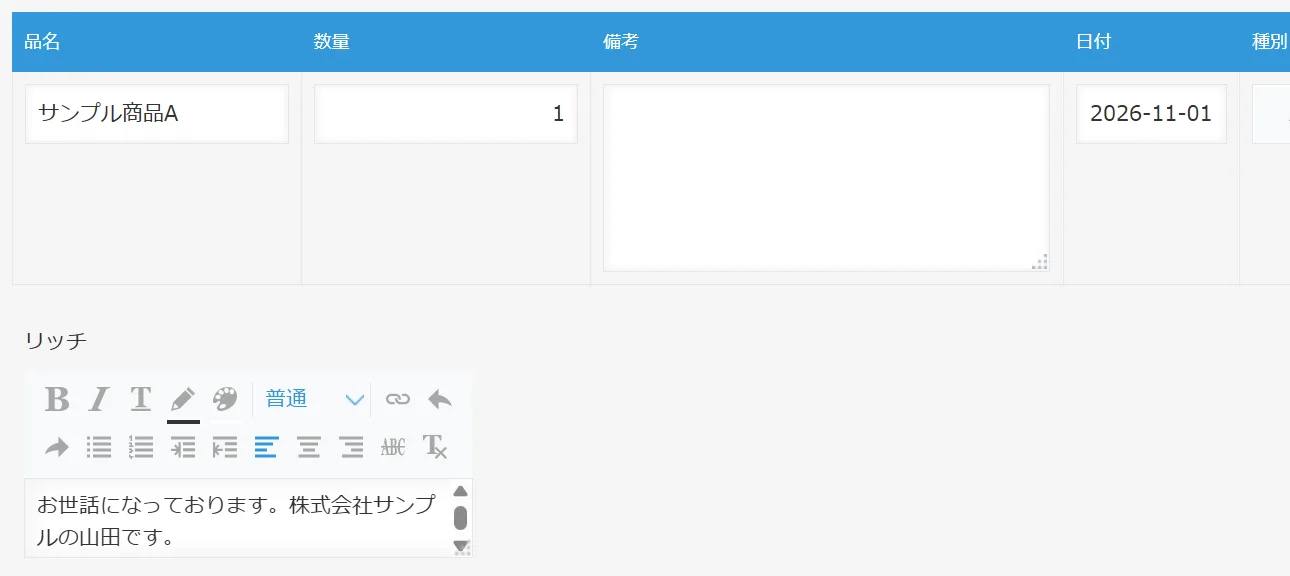 品名 数量 備考 日付 種別
サンプル商品A 1 2026-11-01
リッチ
B I T 普通
ABC Tx
お世話になっております。株式会社サンプ
ルの山田です。